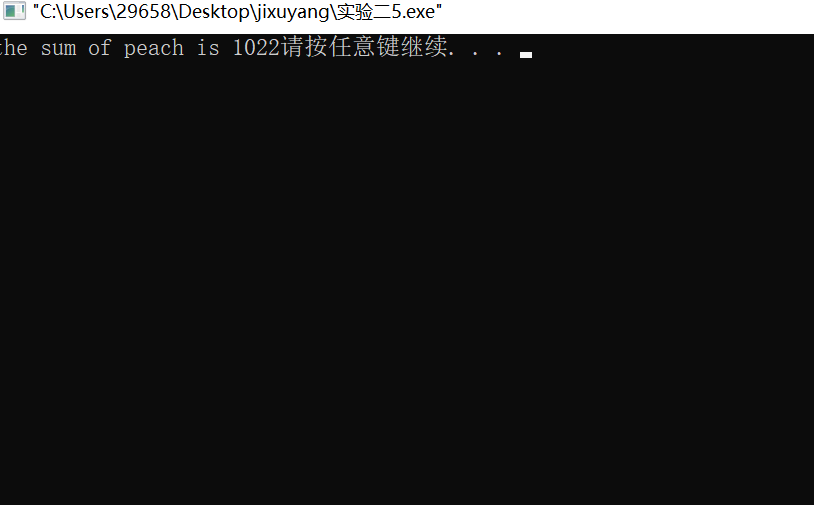 "C:\Users\29658\Desktop\jixuyang\实验二5.exe"
the sum of peach is 1022请按任意键继续. . .